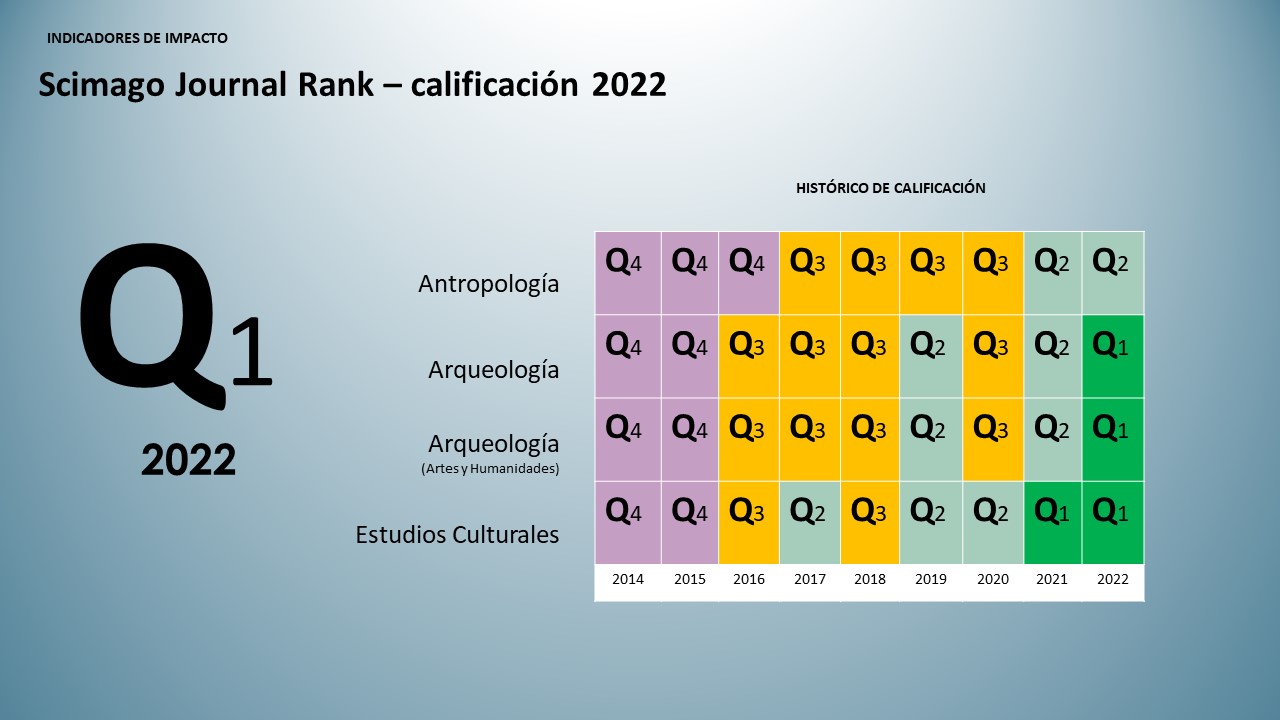 INDICADORES DE IMPACTO
Scimago Journal Rank – calificación 2022
HISTÓRICO DE CALIFICACIÓN
Q1
2022
Antropología Q4 Q4 Q4 Q3 Q3 Q3 Q3 Q2 Q2
Arqueología Q4 Q4 Q3 Q3 Q3 Q2 Q3 Q2 Q1
Arqueología Q4 Q4 Q3 Q3 Q3 Q2 Q3 Q2 Q1
(Artes y Humanidades)
Estudios Culturales Q4 Q4 Q3 Q2 Q3 Q2 Q2 Q1 Q1
2014 2015 2016 2017 2018 2019 2020 2021 2022